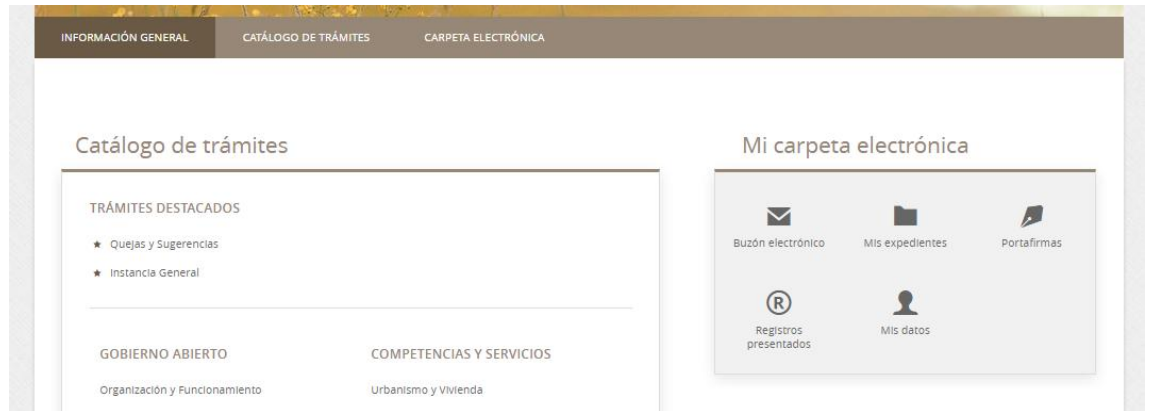 INFORMACIÓN GENERAL
CATÁLOGO DE TRÁMITES
CARPETA ELECTRÓNICA
Catálogo de trámites
TRÁMITES DESTACADOS
Quejas y Sugerencias
Instancia General
GOBIERNO ABIERTO
Organización y Funcionamiento
COMPETENCIAS Y SERVICIOS
Urbanismo y Vivienda
Mi carpeta electrónica
Buzón electrónico
Mis expedientes
Portafirmas
R
Registros
presentados
Mis datos